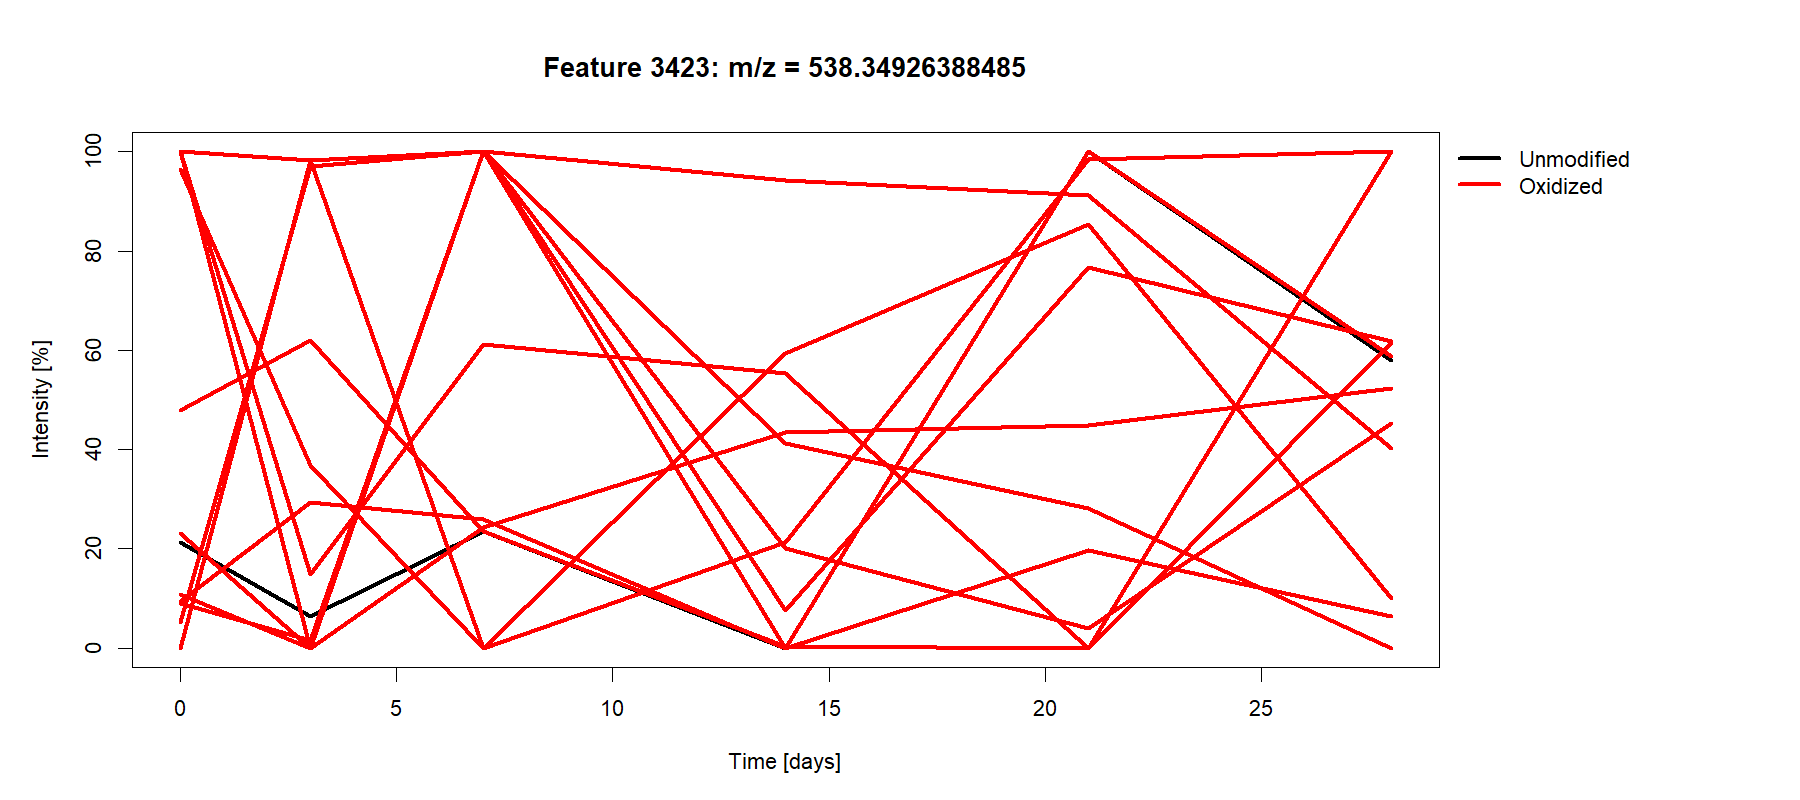 Feature 3423: m/z = 538.34926388485
Unmodified
Oxidized
Intensity [%]
100
80
60
40
20
0
0 5 10 15 20 25
Time [days]